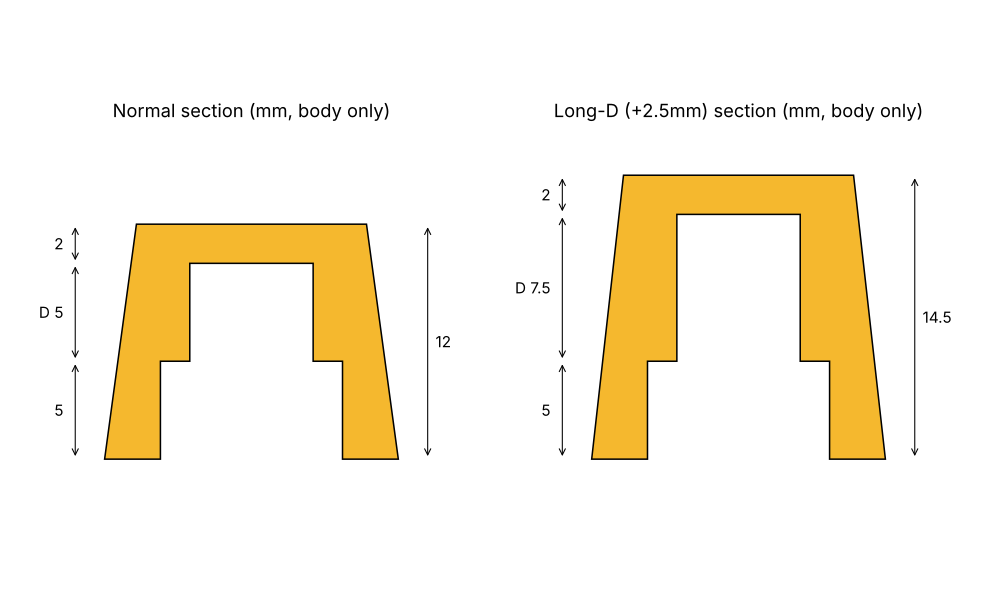 Normal section (mm, body only)
2
D 5
5
12
Long-D (+2.5mm) section (mm, body only)
2
D 7.5
5
14.5